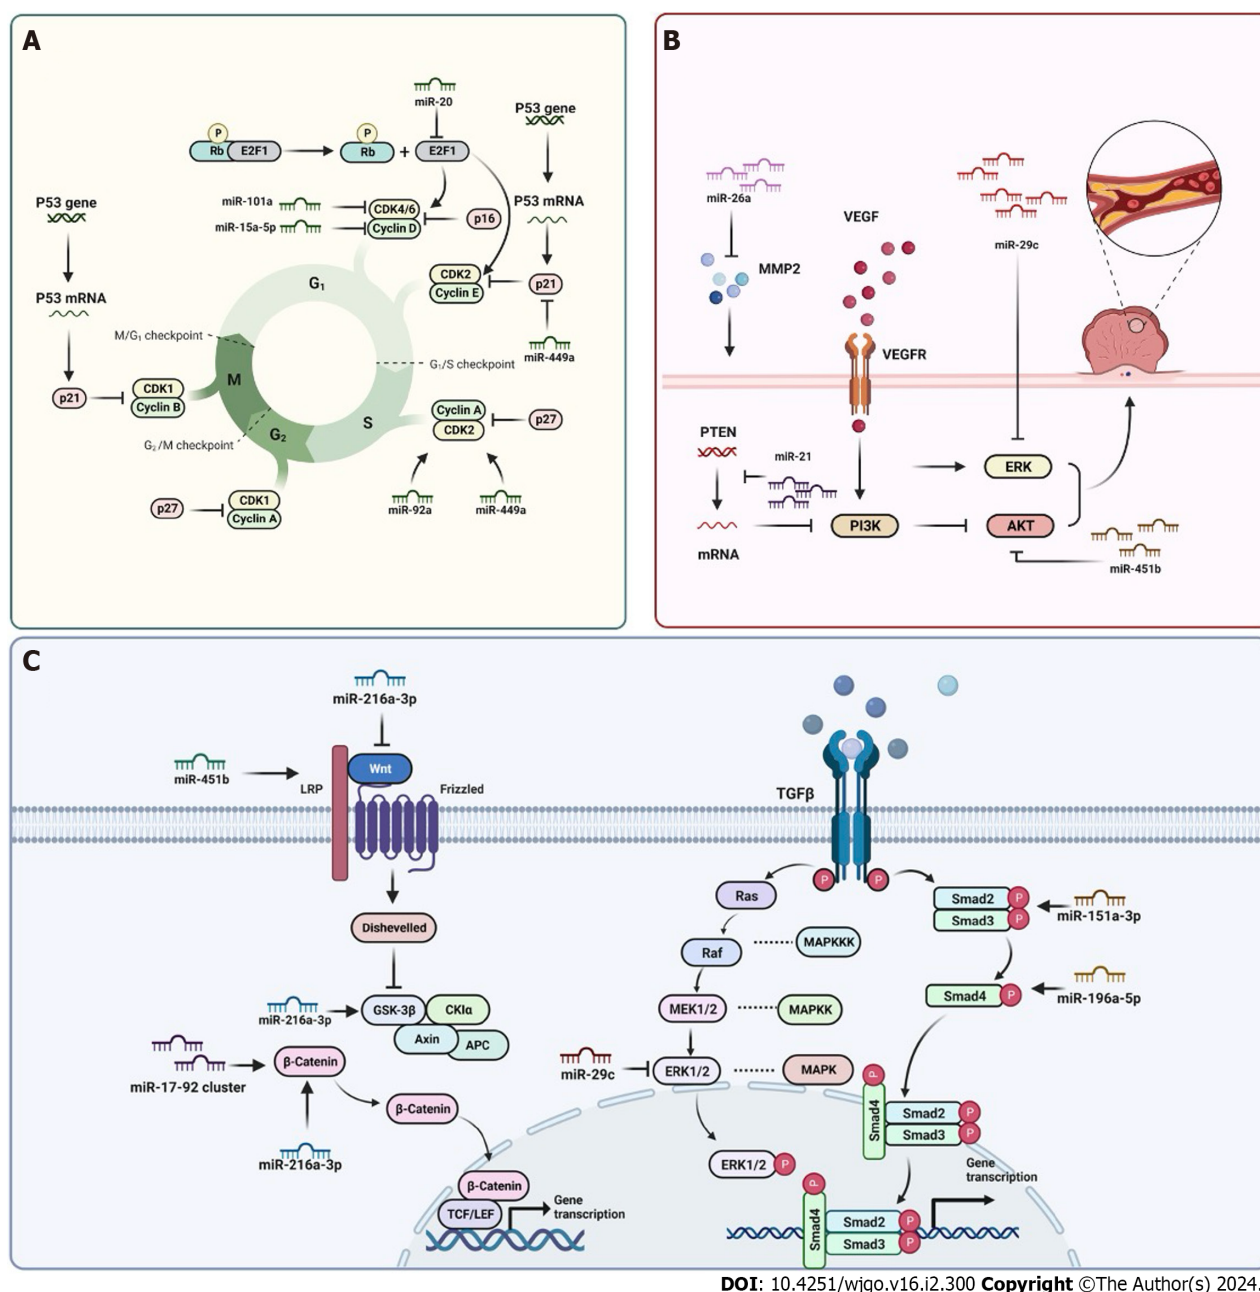 A
miR-20
P53 gene
P
Rb
E2F1
P
Rb
+
E2F1
miR-101a
miR-15a-5p
CDK4/6
Cyclin D
p16
P53 gene
P53 mRNA
P53 mRNA
CDK2
Cyclin E
p21
miR-449a
G1
M/G1 checkpoint
G1/S checkpoint
M
S
G2
p21
CDK1
Cyclin B
G2/M checkpoint
Cyclin A
CDK2
p27
miR-92a
miR-449a
p27
CDK1
Cyclin A
B
miR-26a
MMP2
VEGF
VEGFR
miR-29c
PTEN
miR-21
mRNA
PI3K
ERK
AKT
miR-451b
C
miR-216a-3p
miR-451b
LRP
Wnt
Frizzled
Dishevelled
miR-216a-3p
GSK-3β
CKIα
Axin
APC
miR-17-92 cluster
β-Catenin
miR-216a-3p
β-Catenin
β-Catenin
TCF/LEF
Gene
transcription
TGFβ
P
P
Ras
Raf
MAPKKK
MEK1/2
MAPKK
miR-29c
ERK1/2
MAPK
ERK1/2
P
Smad2
P
Smad3
P
miR-151a-3p
Smad4
P
miR-196a-5p
P
Smad4
Smad2
P
Smad3
P
Gene
transcription
P
Smad4
Smad2
P
Smad3
P
DOI: 10.4251/wjgo.v16.i2.300 Copyright ©The Author(s) 2024.